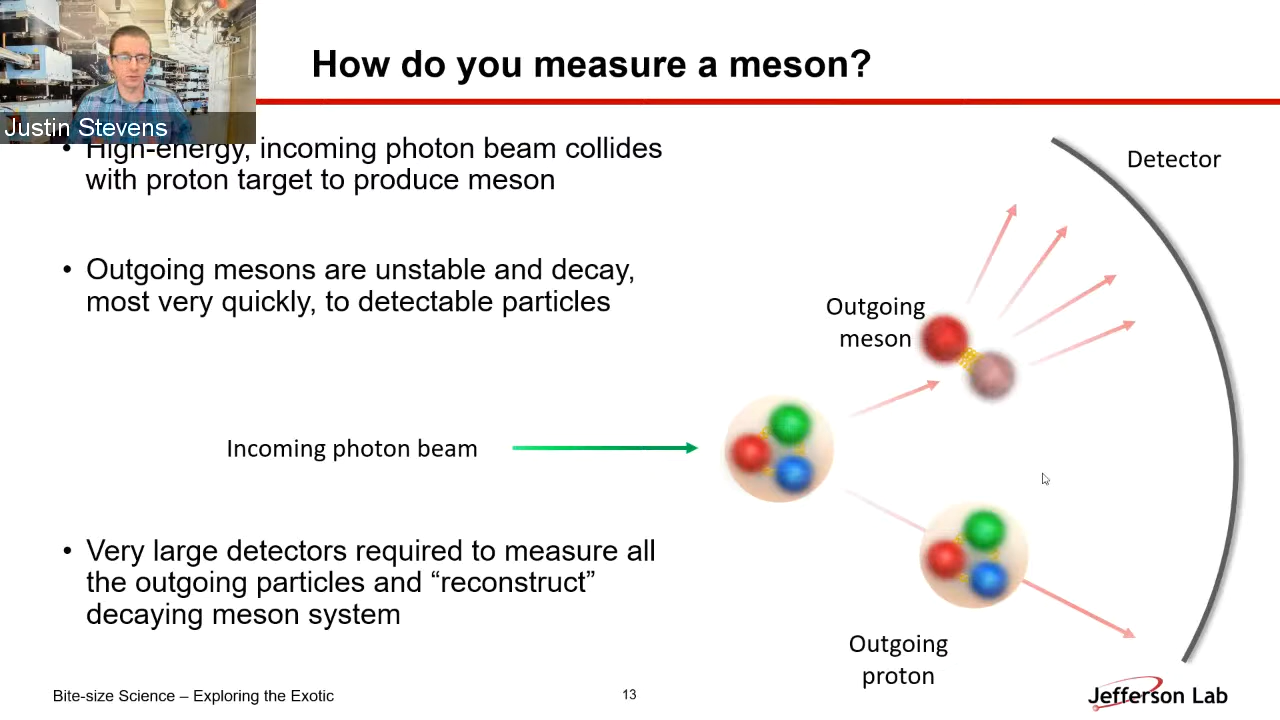 How do you measure a meson?
Justin Stevens
• High-energy, incoming photon beam collides
with proton target to produce meson
Detector
• Outgoing mesons are unstable and decay,
most very quickly, to detectable particles
Outgoing
meson
Incoming photon beam
• Very large detectors required to measure all
the outgoing particles and “reconstruct”
decaying meson system
Outgoing
proton
Bite-size Science – Exploring the Exotic
13
Jefferson Lab